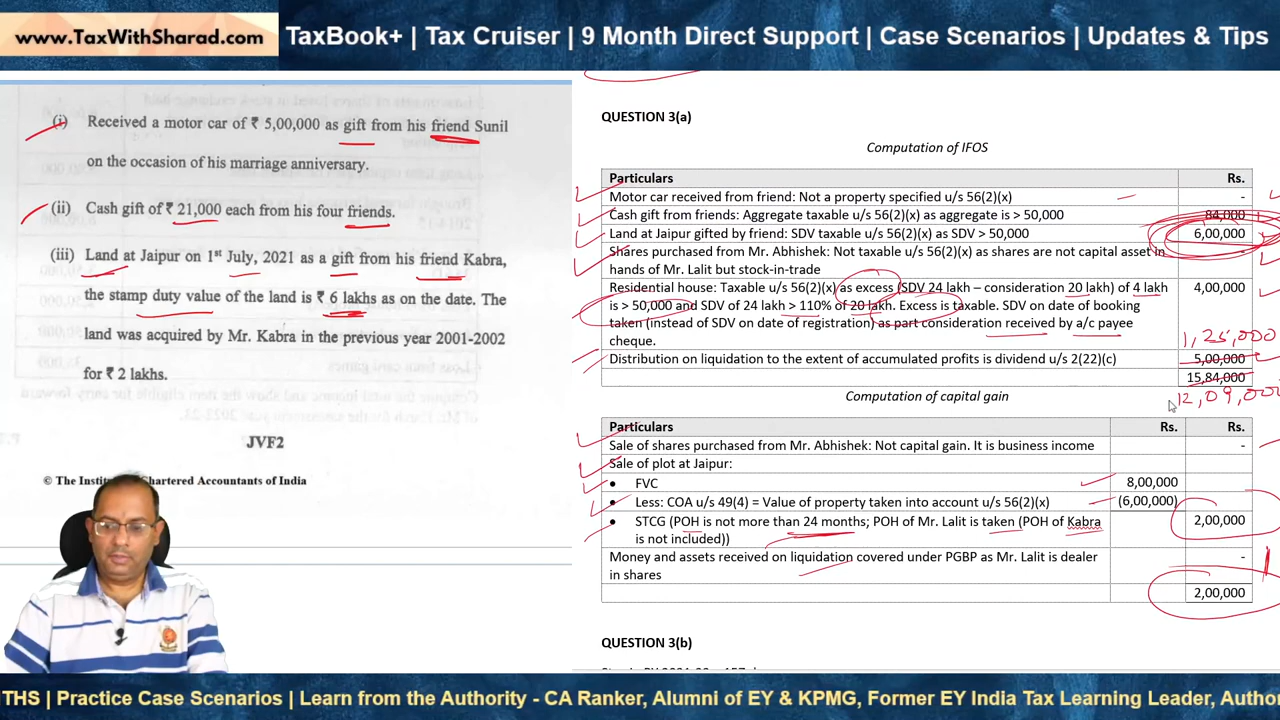 www.TaxWithSharad.com
TaxBook+ | Tax Cruiser | 9 Month Direct Support | Case Scenarios | Updates & Tips
(i) Received a motor car of ₹ 5,00,000 as gift from his friend Sunil
on the occasion of his marriage anniversary.
(ii) Cash gift of ₹ 21,000 each from his four friends.
(iii) Land at Jaipur on 1st July, 2021 as a gift from his friend Kabra,
the stamp duty value of the land is ₹ 6 lakhs as on the date. The
land was acquired by Mr. Kabra in the previous year 2001-2002
for ₹ 2 lakhs.
JVF2
© The Institute Chartered Accountants of India
QUESTION 3(a)
Computation of IFOS
Particulars Rs.
Motor car received from friend: Not a property specified u/s 56(2)(x) -
Cash gift from friends: Aggregate taxable u/s 56(2)(x) as aggregate is > 50,000 84,000
Land at Jaipur gifted by friend: SDV taxable u/s 56(2)(x) as SDV > 50,000 6,00,000
Shares purchased from Mr. Abhishek: Not taxable u/s 56(2)(x) as shares are not capital asset in -
hands of Mr. Lalit but stock-in-trade
Residential house: Taxable u/s 56(2)(x) as excess (SDV 24 lakh – consideration 20 lakh) of 4 lakh 4,00,000
is > 50,000 and SDV of 24 lakh > 110% of 20 lakh. Excess is taxable. SDV on date of booking
taken (instead of SDV on date of registration) as part consideration received by a/c payee
cheque.
1,25,000
Distribution on liquidation to the extent of accumulated profits is dividend u/s 2(22)(c) 5,00,000
15,84,000
12,09,000
Computation of capital gain
Particulars Rs. Rs.
Sale of shares purchased from Mr. Abhishek: Not capital gain. It is business income -
Sale of plot at Jaipur:
• FVC 8,00,000
• Less: COA u/s 49(4) = Value of property taken into account u/s 56(2)(x) (6,00,000)
• STCG (POH is not more than 24 months; POH of Mr. Lalit is taken (POH of Kabra 2,00,000
is not included))
Money and assets received on liquidation covered under PGBP as Mr. Lalit is dealer -
in shares
2,00,000
QUESTION 3(b)
THS | Practice Case Scenarios | Learn from the Authority - CA Ranker, Alumni of EY & KPMG, Former EY India Tax Learning Leader, Autho